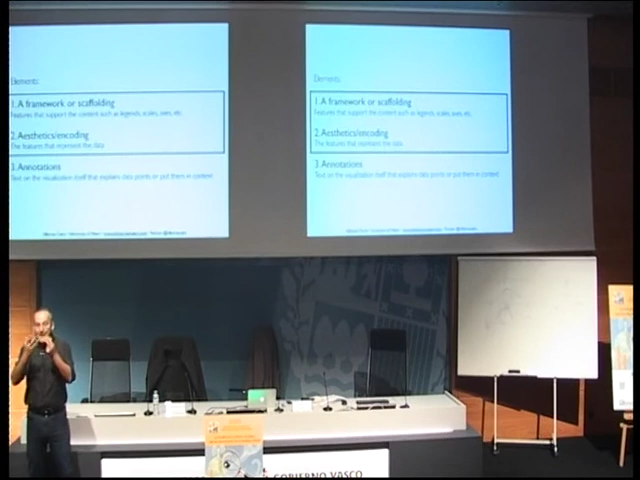 Elements:
1.A framework or scaffolding
Features that support the content such as legends, scales, axes, etc.
2.Aesthetics/encoding
The features that represent the data
3.Annotations
Text on the visualization itself that explains data points or put them in context
Elements:
1.A framework or scaffolding
Features that support the content such as legends, scales, axes, etc.
2.Aesthetics/encoding
The features that represent the data
3.Annotations
Text on the visualization itself that explains data points or put them in context
GOBIERNO VASCO